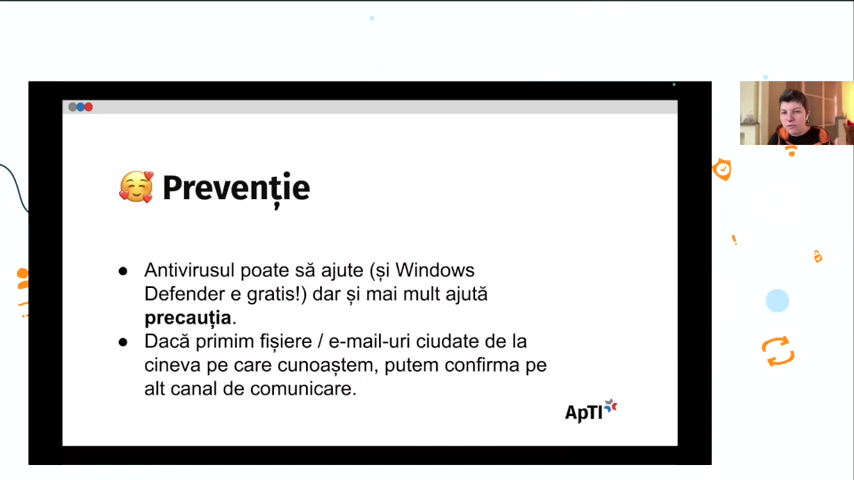 Prevenție
● Antivirusul poate să ajute (și Windows
Defender e gratis!) dar și mai mult ajută
precauția.
● Dacă primim fișiere / e-mail-uri ciudate de la
cineva pe care cunoaștem, putem confirma pe
alt canal de comunicare.
ApTI